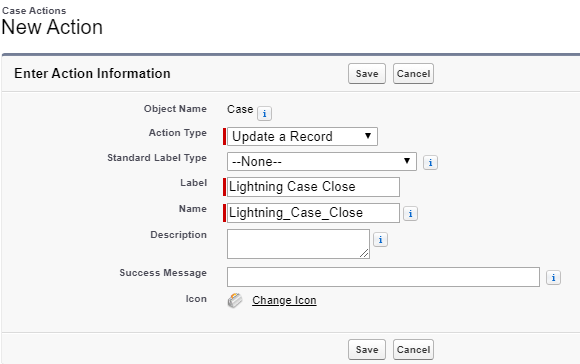 Case Actions
New Action
Enter Action Information
Save Cancel
Object Name Case i
Action Type Update a Record
Standard Label Type --None-- i
Label Lightning Case Close
Name Lightning_Case_Close i
Description i
Success Message i
Icon Change Icon
Save Cancel